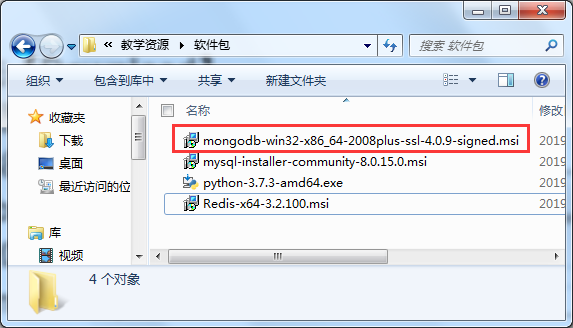 « 教学资源 ▸ 软件包 搜索 软件包
组织 包含到库中 共享 新建文件夹
收藏夹
下载
桌面
最近访问的位
库
视频
名称 修改
mongodb-win32-x86_64-2008plus-ssl-4.0.9-signed.msi 2019
mysql-installer-community-8.0.15.0.msi 2019
python-3.7.3-amd64.exe 2019
Redis-x64-3.2.100.msi 2019
4 个对象